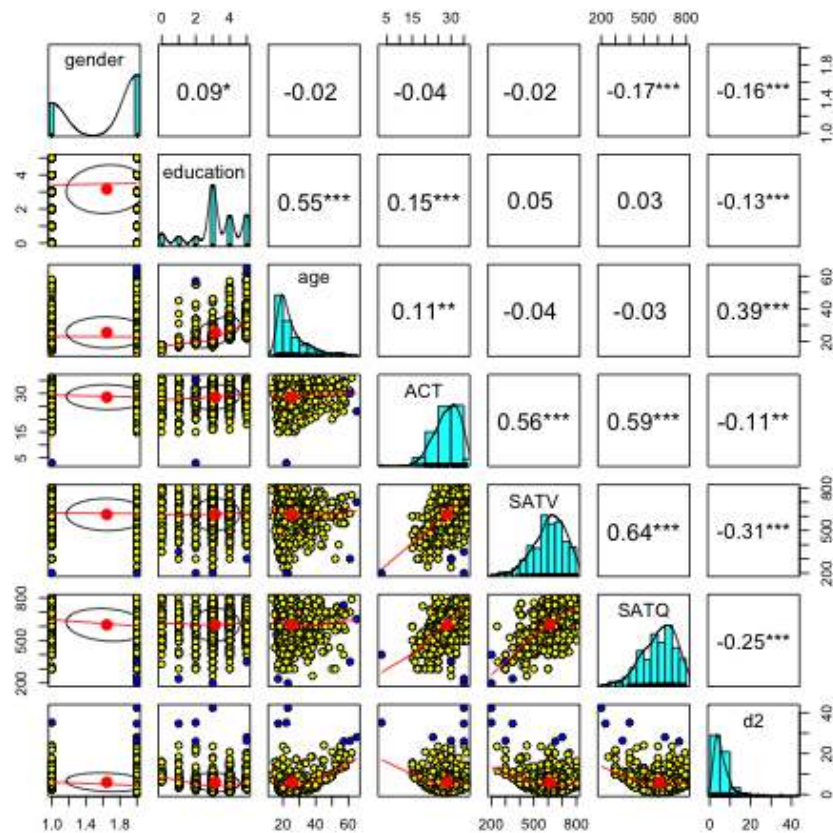 0 2 4 5 15 30 200 500 800
gender 0.09* -0.02 -0.04 -0.02 -0.17*** -0.16*** 1.0 1.4 1.8
0 2 4 education 0.55*** 0.15*** 0.05 0.03 -0.13***
age 0.11** -0.04 -0.03 0.39*** 20 40 60
5 15 30 ACT 0.56*** 0.59*** -0.11**
SATV 0.64*** -0.31*** 200 500 800
200 500 800 SATQ -0.25***
d2 0 20 40
1.0 1.4 1.8 20 40 60 200 500 800 0 20 40